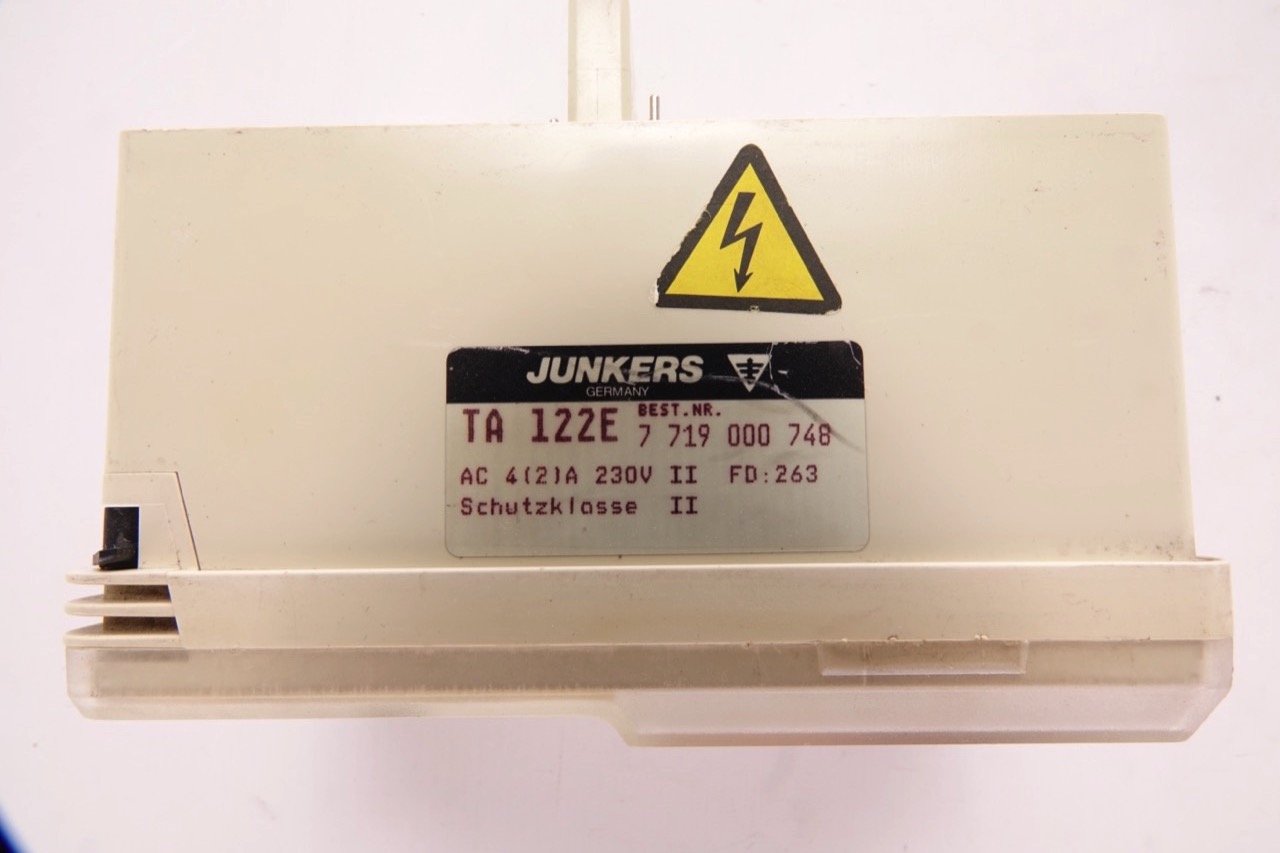 JUNKERS
GERMANY
TA 122E BEST.NR. 7 719 000 748
AC 4(2)A 230V II FD:263
Schutzklasse II